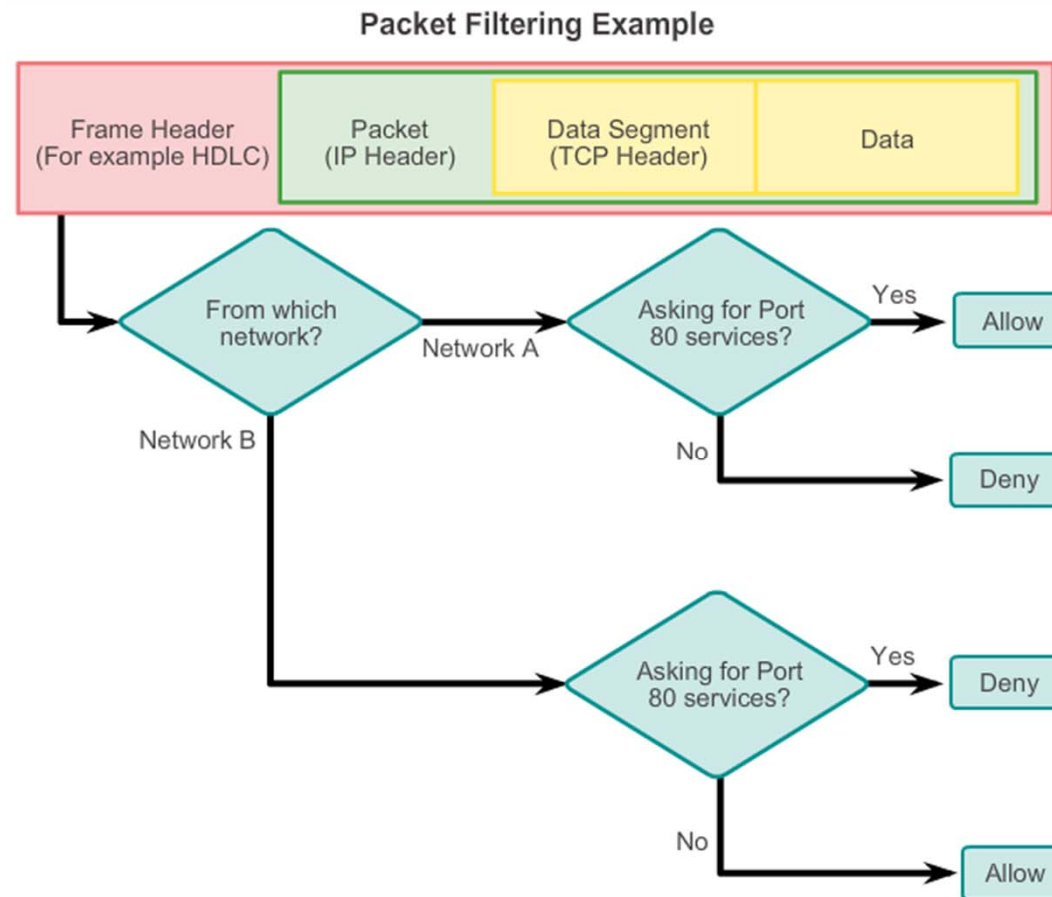 Packet Filtering Example
Frame Header
(For example HDLC)
Packet
(IP Header)
Data Segment
(TCP Header)
Data
From which
network?
Network A
Asking for Port
80 services?
Yes
Allow
Network B
No
Deny
Asking for Port
80 services?
Yes
Deny
No
Allow